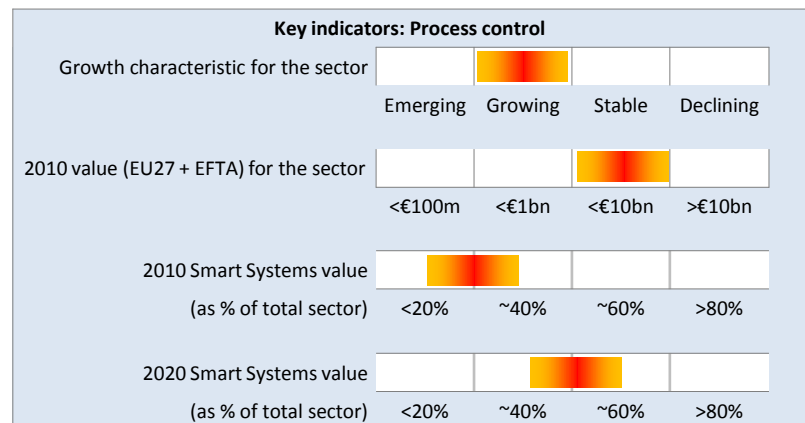 Key indicators: Process control
Growth characteristic for the sector
Emerging Growing Stable Declining
2010 value (EU27 + EFTA) for the sector
<€100m <€1bn <€10bn >€10bn
2010 Smart Systems value
(as % of total sector) <20% ~40% ~60% >80%
2020 Smart Systems value
(as % of total sector) <20% ~40% ~60% >80%